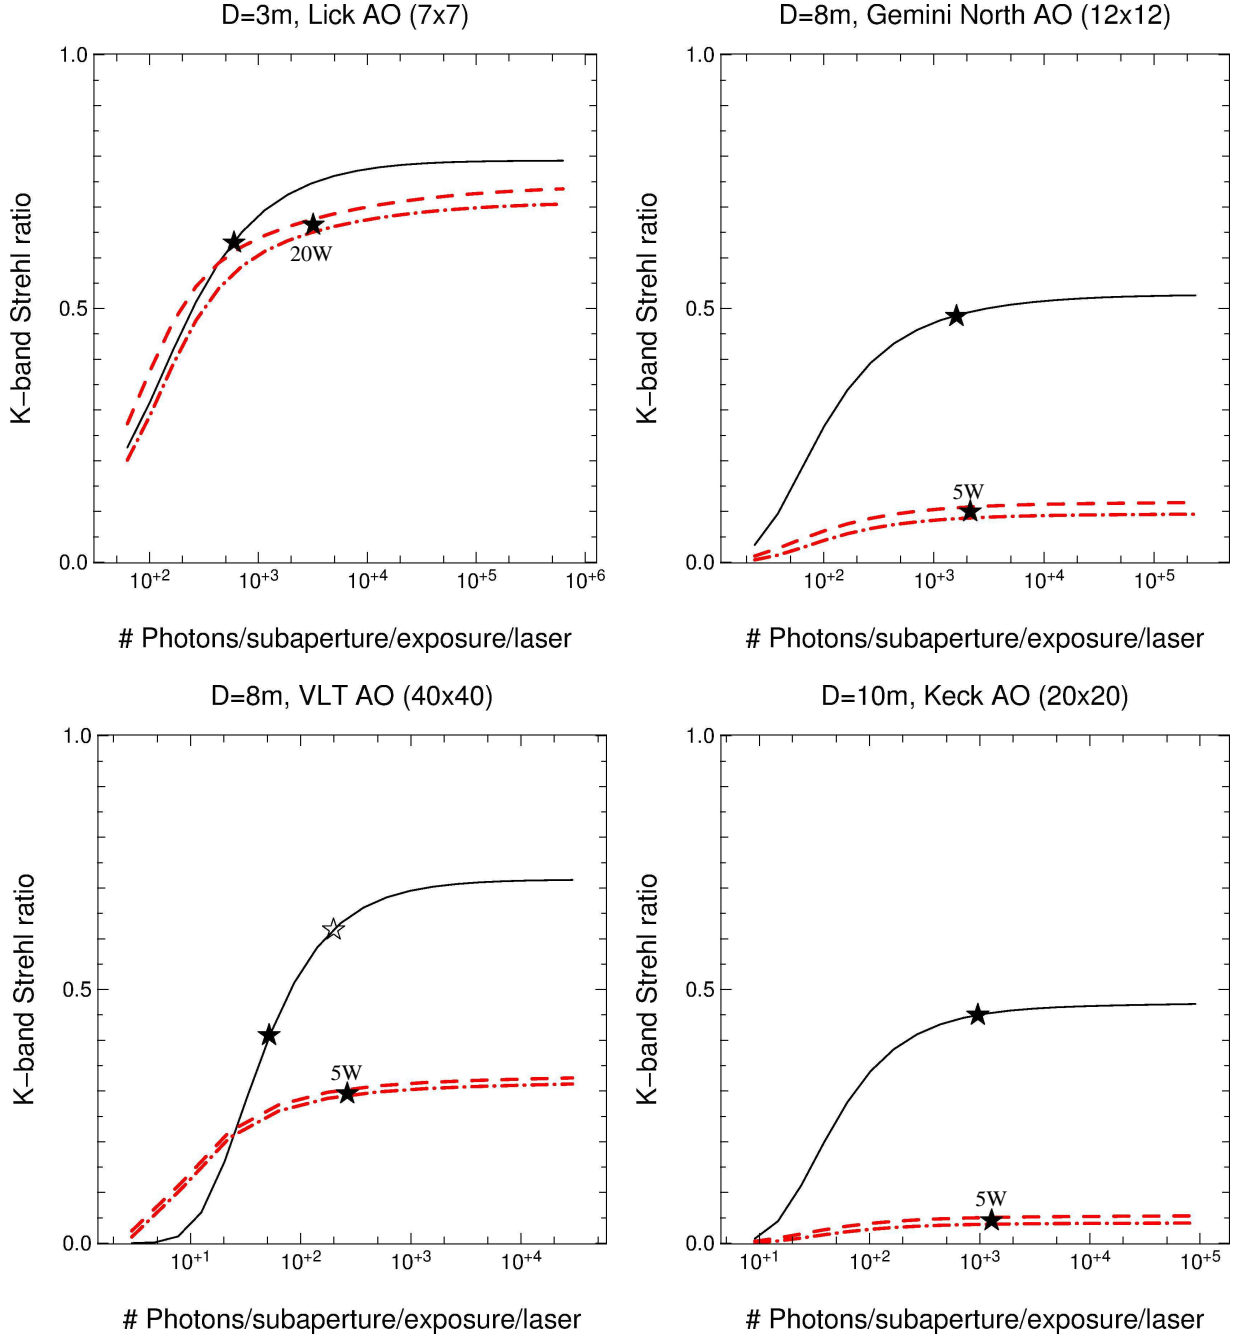 D=3m, Lick AO (7x7)
K−band Strehl ratio
1.0
0.5
0.0
20W
10+2 10+3 10+4 10+5 10+6
# Photons/subaperture/exposure/laser
D=8m, Gemini North AO (12x12)
K−band Strehl ratio
1.0
0.5
0.0
5W
10+2 10+3 10+4 10+5
# Photons/subaperture/exposure/laser
D=8m, VLT AO (40x40)
K−band Strehl ratio
1.0
0.5
0.0
5W
10+1 10+2 10+3 10+4
# Photons/subaperture/exposure/laser
D=10m, Keck AO (20x20)
K−band Strehl ratio
1.0
0.5
0.0
5W
10+1 10+2 10+3 10+4 10+5
# Photons/subaperture/exposure/laser